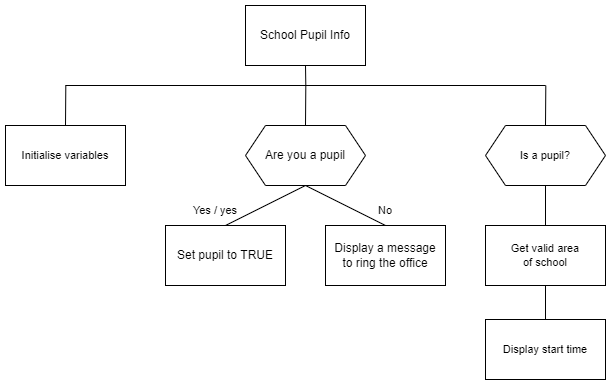 School Pupil Info
Initialise variables
Are you a pupil
Is a pupil?
Yes / yes
No
Set pupil to TRUE
Display a message
to ring the office
Get valid area
of school
Display start time